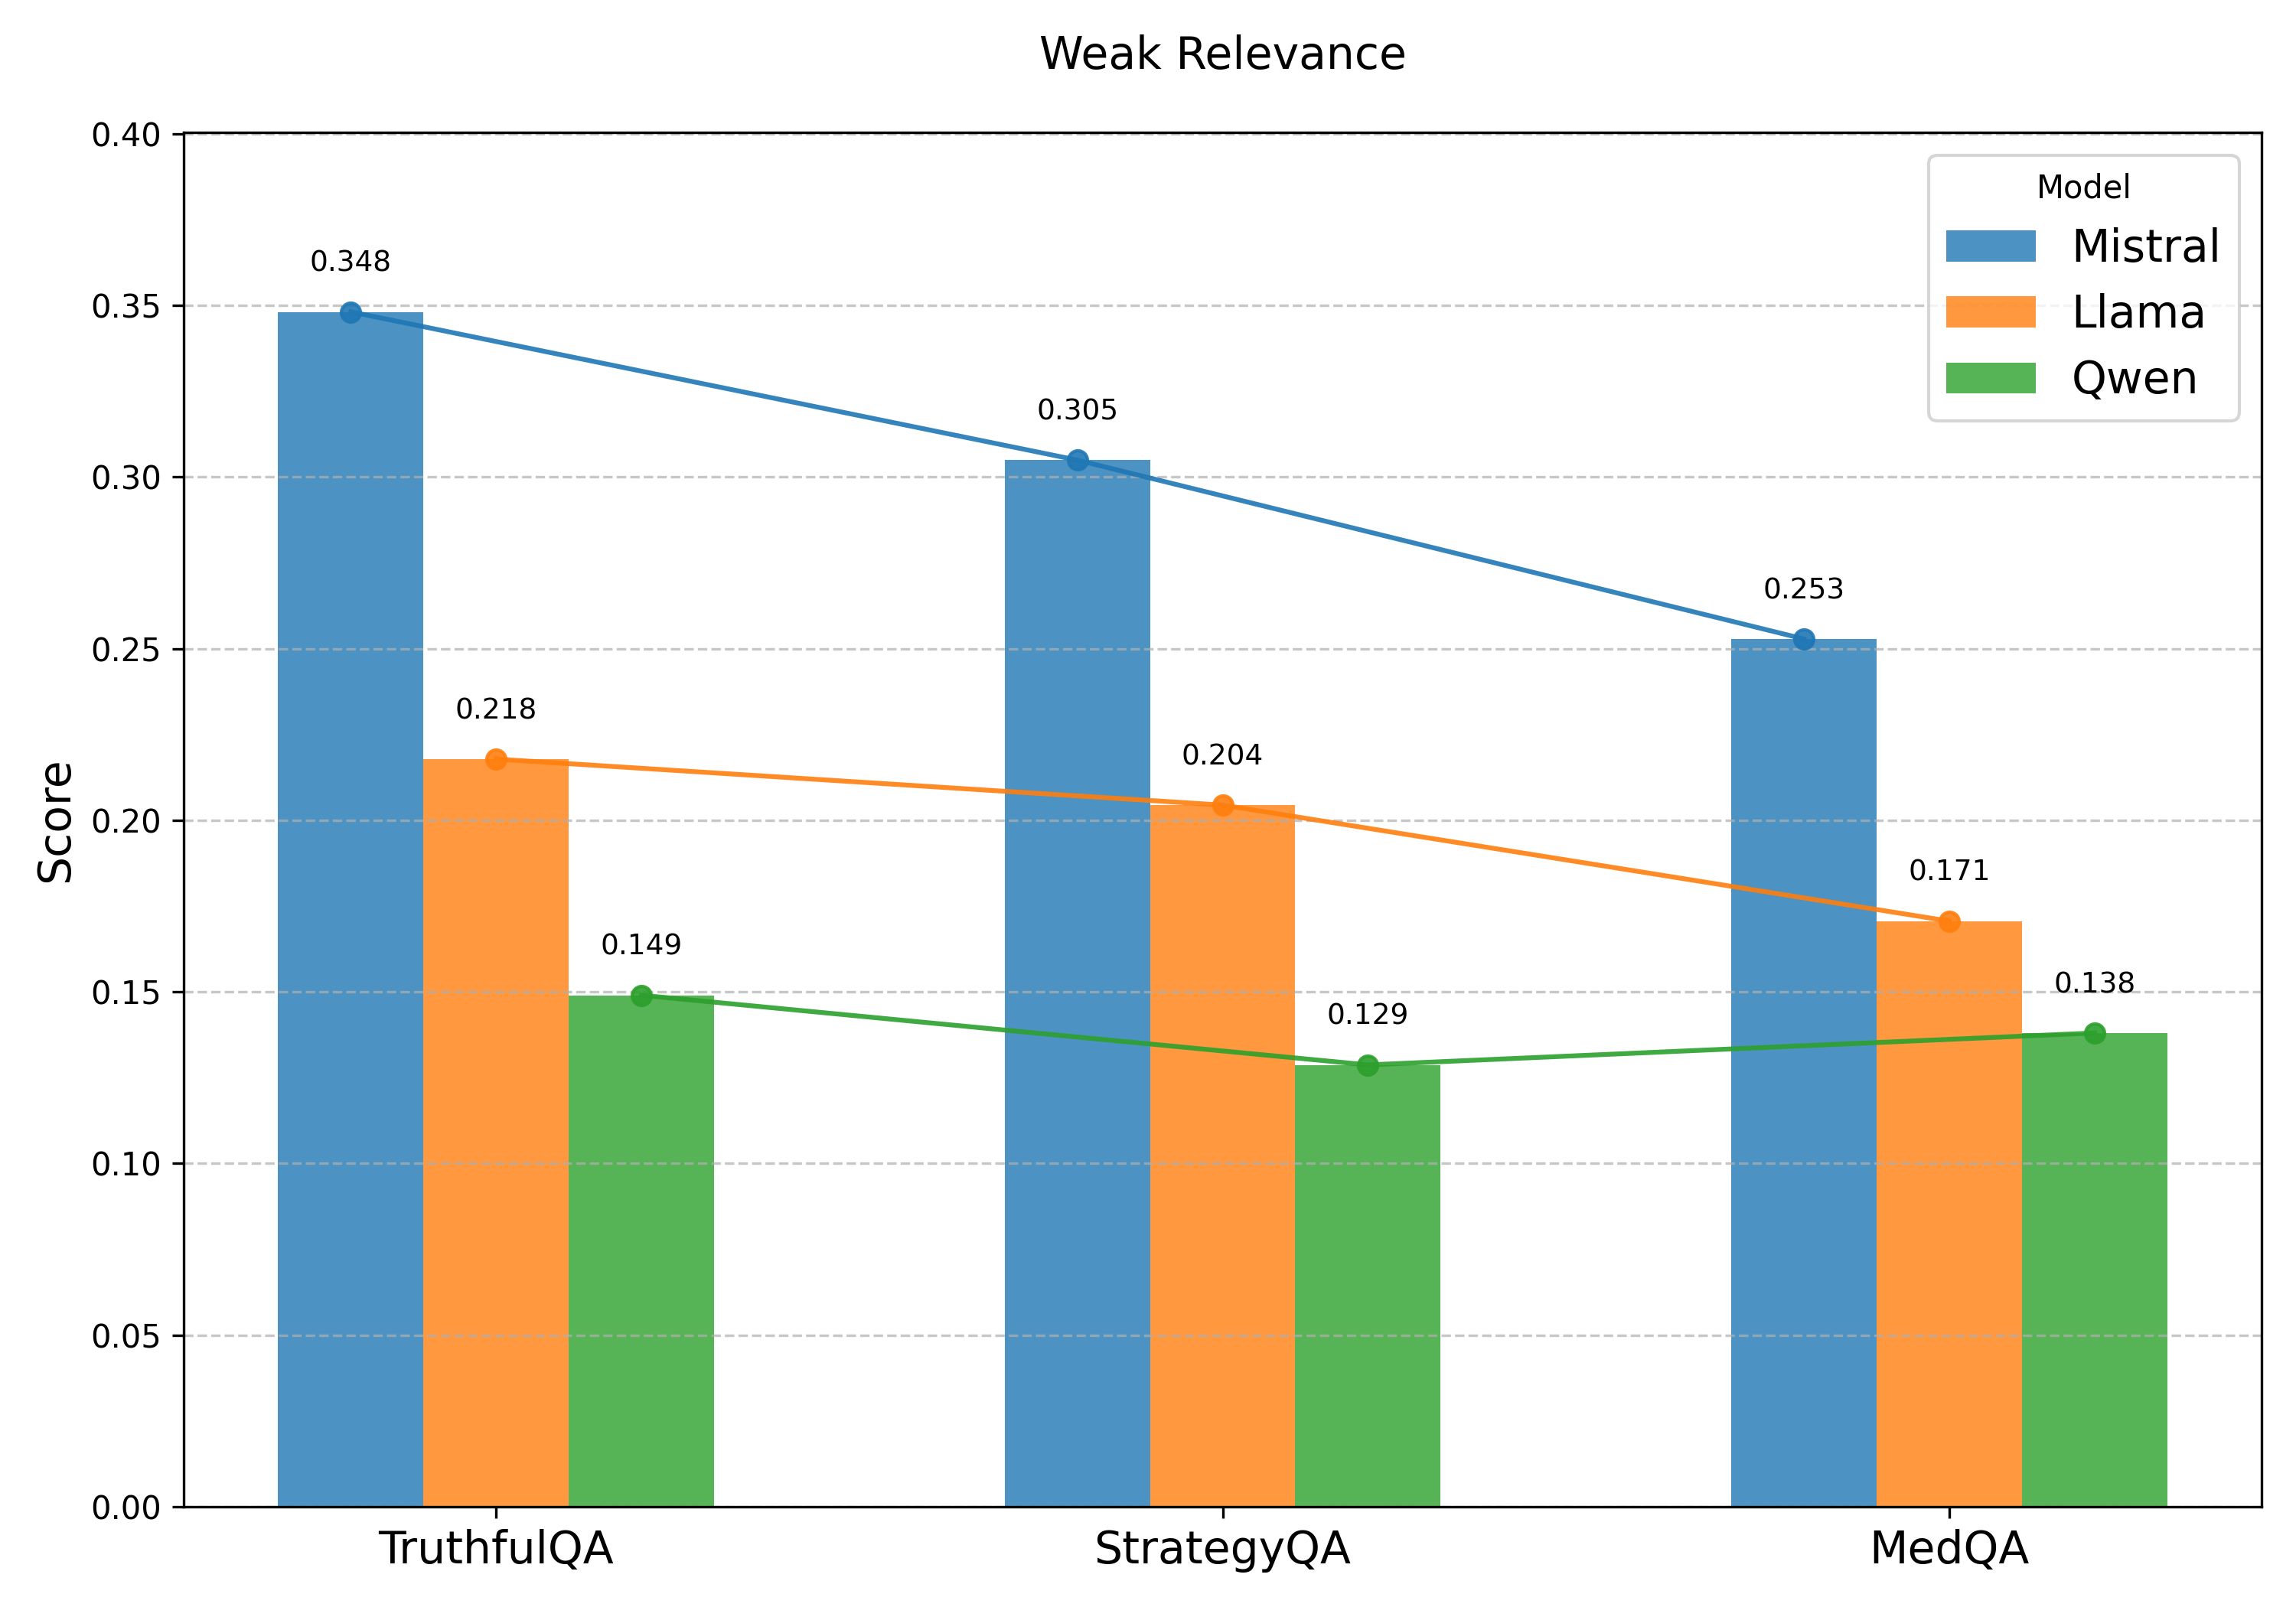 Weak Relevance
Model
Mistral
Llama
Qwen
Score
0.40
0.35
0.30
0.25
0.20
0.15
0.10
0.05
0.00
0.348
0.305
0.253
0.218
0.204
0.171
0.149
0.129
0.138
TruthfulQA
StrategyQA
MedQA